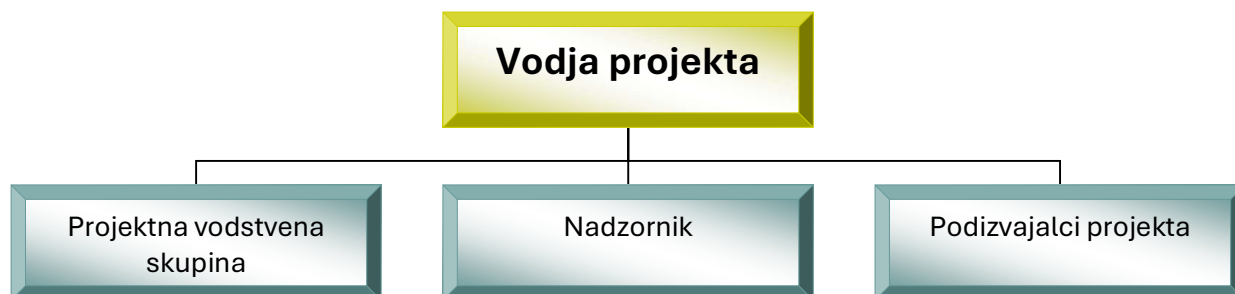 Vodja projekta
Projektna vodstvena
skupina
Nadzornik
Podizvajalci projekta